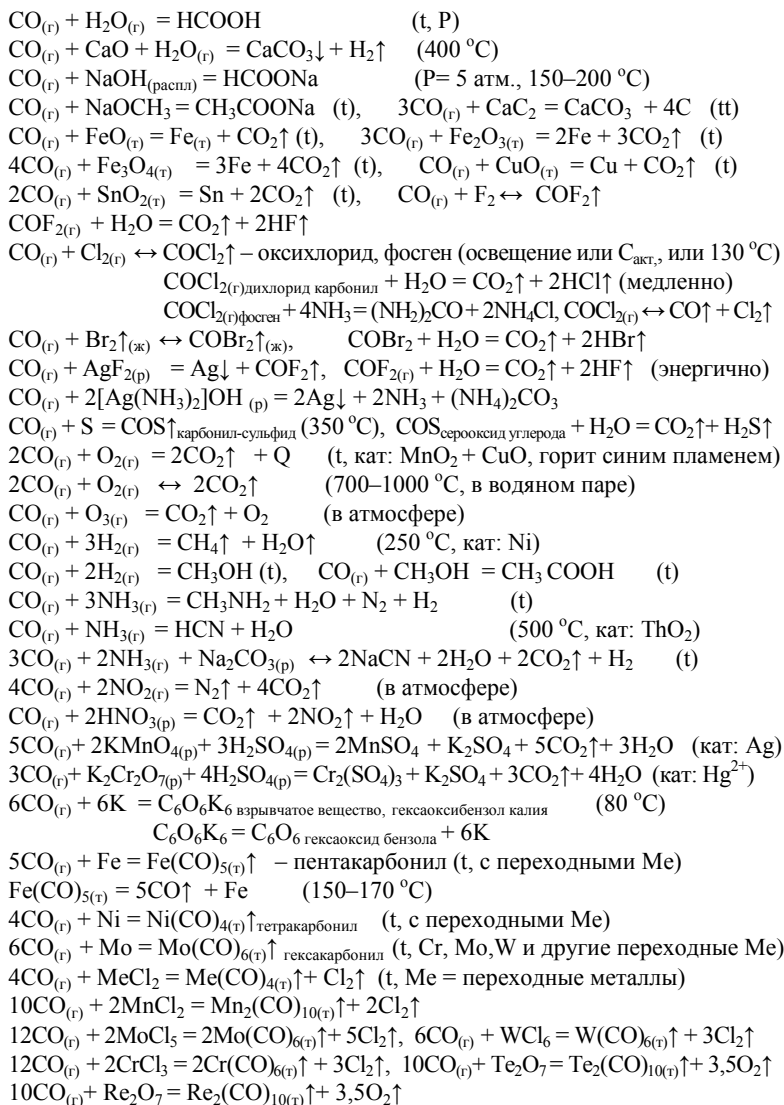 CO(г) + H2O(г) = HCOOH (t, P)
CO(г) + CaO + H2O(г) = CaCO3↓ + H2↑ (400 °C)
CO(г) + NaOH(распл) = HCOONa (P= 5 атм., 150–200 °C)
CO(г) + NaOCH3 = CH3COONa (t), 3CO(г) + CaC2 = CaCO3 + 4C (tt)
CO(г) + FeO(т) = Fe(т) + CO2↑ (t), 3CO(г) + Fe2O3(т) = 2Fe + 3CO2↑ (t)
4CO(г) + Fe3O4(т) = 3Fe + 4CO2↑ (t), CO(г) + CuO(т) = Cu + CO2↑ (t)
2CO(г) + SnO2(т) = Sn + 2CO2↑ (t), CO(г) + F2 ↔ COF2↑
COF2(г) + H2O = CO2↑ + 2HF↑
CO(г) + Cl2(г) ↔ COCl2↑ – оксихлорид, фосген (освещение или Cакт,, или 130 °C)
COCl2(г)дихлорид карбонил + H2O = CO2↑ + 2HCl↑ (медленно)
COCl2(г)фосген + 4NH3 = (NH2)2CO + 2NH4Cl, COCl2(г) ↔ CO↑ + Cl2↑
CO(г) + Br2↑(ж) ↔ COBr2↑(ж), COBr2 + H2O = CO2↑ + 2HBr↑
CO(г) + AgF2(р) = Ag↓ + COF2↑, COF2(г) + H2O = CO2↑ + 2HF↑ (энергично)
CO(г) + 2[Ag(NH3)2]OH (р) = 2Ag↓ + 2NH3 + (NH4)2CO3
CO(г) + S = COS↑карбонил-сульфид (350 °C), COSсерооксид углерода + H2O = CO2↑+ H2S↑
2CO(г) + O2(г) = 2CO2↑ + Q (t, кат: MnO2 + CuO, горит синим пламенем)
2CO(г) + O2(г) ↔ 2CO2↑ (700–1000 °C, в водяном паре)
CO(г) + O3(г) = CO2↑ + O2 (в атмосфере)
CO(г) + 3H2(г) = CH4↑ + H2O↑ (250 °C, кат: Ni)
CO(г) + 2H2(г) = CH3OH (t), CO(г) + CH3OH = CH3 COOH (t)
CO(г) + 3NH3(г) = CH3NH2 + H2O + N2 + H2 (t)
CO(г) + NH3(г) = HCN + H2O (500 °C, кат: ThO2)
3CO(г) + 2NH3(г) + Na2CO3(р) ↔ 2NaCN + 2H2O + 2CO2↑ + H2 (t)
4CO(г) + 2NO2(г) = N2↑ + 4CO2↑ (в атмосфере)
CO(г) + 2HNO3(р) = CO2↑ + 2NO2↑ + H2O (в атмосфере)
5CO(г)+ 2KMnO4(р)+ 3H2SO4(р) = 2MnSO4 + K2SO4 + 5CO2↑+ 3H2O (кат: Ag)
3CO(г)+ K2Cr2O7(р)+ 4H2SO4(р) = Cr2(SO4)3 + K2SO4 + 3CO2↑+ 4H2O (кат: Hg2+)
6CO(г) + 6K = C6O6K6 взрывчатое вещество, гексаоксибензол калия (80 °C)
C6O6K6 = C6O6 гексаоксид бензола + 6K
5CO(г) + Fe = Fe(CO)5(т)↑ – пентакарбонил (t, с переходными Me)
Fe(CO)5(т) = 5CO↑ + Fe (150–170 °C)
4CO(г) + Ni = Ni(CO)4(т)↑тетракарбонил (t, с переходными Me)
6CO(г) + Mo = Mo(CO)6(т)↑ гексакарбонил (t, Cr, Mo,W и другие переходные Me)
4CO(г) + MeCl2 = Me(CO)4(т)↑+ Cl2↑ (t, Me = переходные металлы)
10CO(г) + 2MnCl2 = Mn2(CO)10(т)↑+ 2Cl2↑
12CO(г) + 2MoCl5 = 2Mo(CO)6(т)↑+ 5Cl2↑, 6CO(г) + WCl6 = W(CO)6(т)↑ + 3Cl2↑
12CO(г) + 2CrCl3 = 2Cr(CO)6(т)↑ + 3Cl2↑, 10CO(г)+ Te2O7 = Te2(CO)10(т)↑+ 3,5O2↑
10CO(г)+ Re2O7 = Re2(CO)10(т)↑+ 3,5O2↑